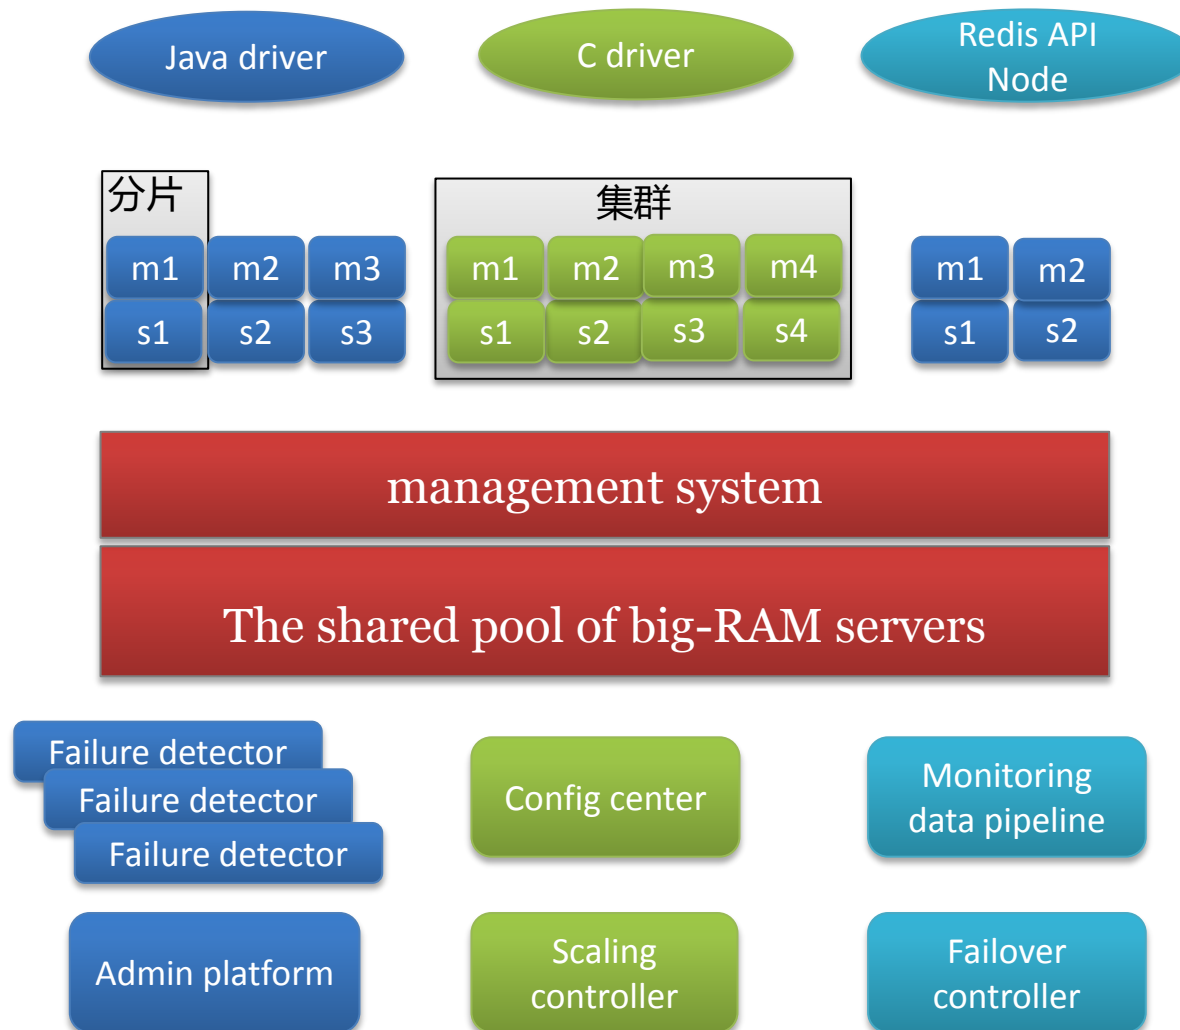 Java driver
C driver
Redis API
Node
分片
集群
m1
m2
m3
s1
s2
s3
m1
m2
m3
m4
s1
s2
s3
s4
m1
m2
s1
s2
management system
The shared pool of big-RAM servers
Failure detector
Failure detector
Failure detector
Config center
Monitoring
data pipeline
Admin platform
Scaling
controller
Failover
controller